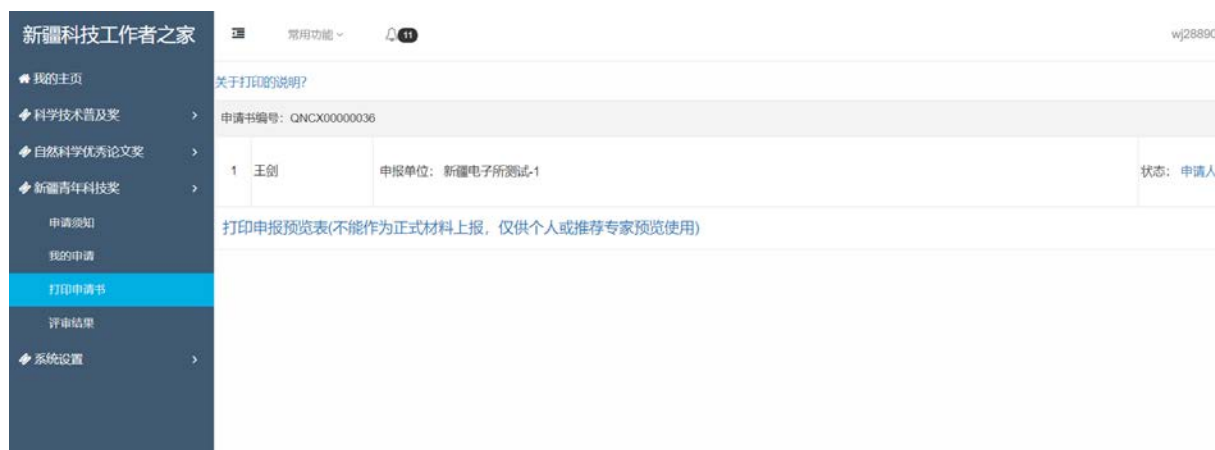 新疆科技工作者之家
常用功能
11
wj28890
我的主页
科学技术普及奖
自然科学优秀论文奖
新疆青年科技奖
申请须知
我的申请
打印申请书
评审结果
系统设置
关于打印的说明?
申请书编号：QNCX00000036
1 王剑 申报单位： 新疆电子所测试-1 状态： 申请人
打印申报预览表(不能作为正式材料上报，仅供个人或推荐专家预览使用)